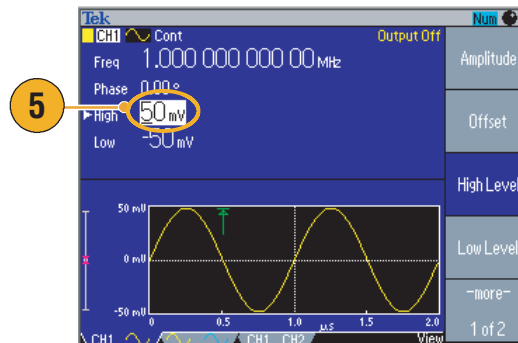 Tek Num
CH1 Cont Output Off
Freq 1.000 000 000 00 MHz
Phase 0.00 °
5
High 50 mV
Low -50 mV
Amplitude
Offset
High Level
Low Level
-more-
1 of 2
50 mV
0 mV
-50 mV
0 0.5 1.0 µs 1.5 2.0
CH1 CH1 CH2 View